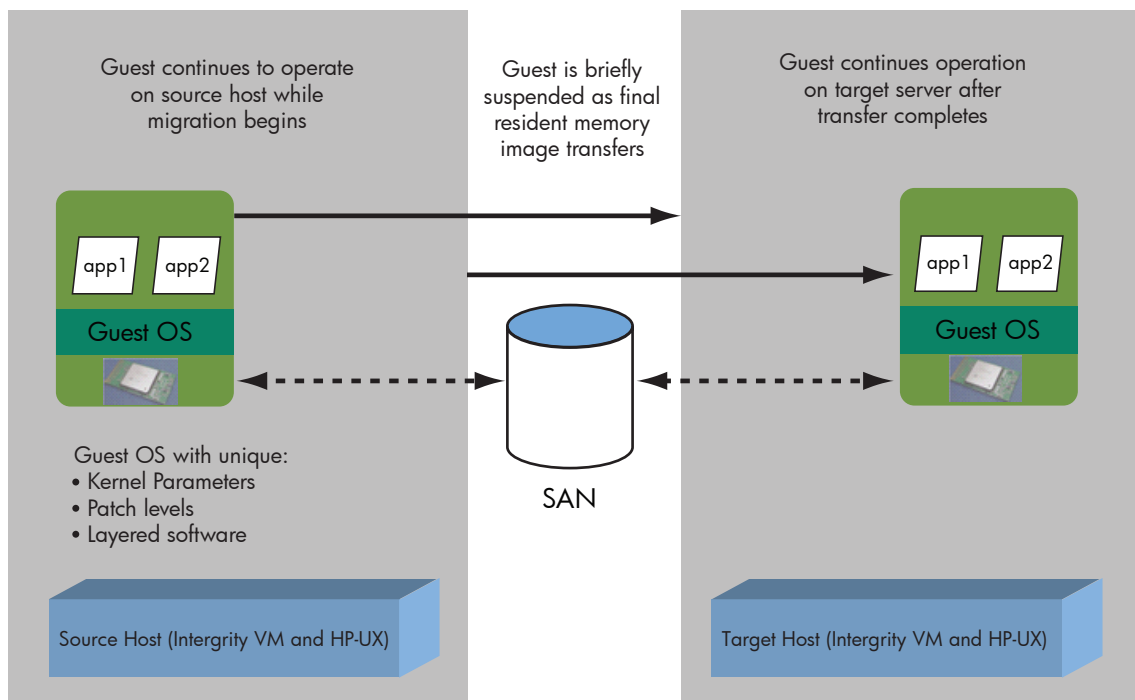 Guest continues to operate
on source host while
migration begins
Guest is briefly
suspended as final
resident memory
image transfers
Guest continues operation
on target server after
transfer completes
app1
app2
Guest OS
app1
app2
Guest OS
Guest OS with unique:
• Kernel Parameters
• Patch levels
• Layered software
SAN
Source Host (Intergrity VM and HP-UX)
Target Host (Intergrity VM and HP-UX)